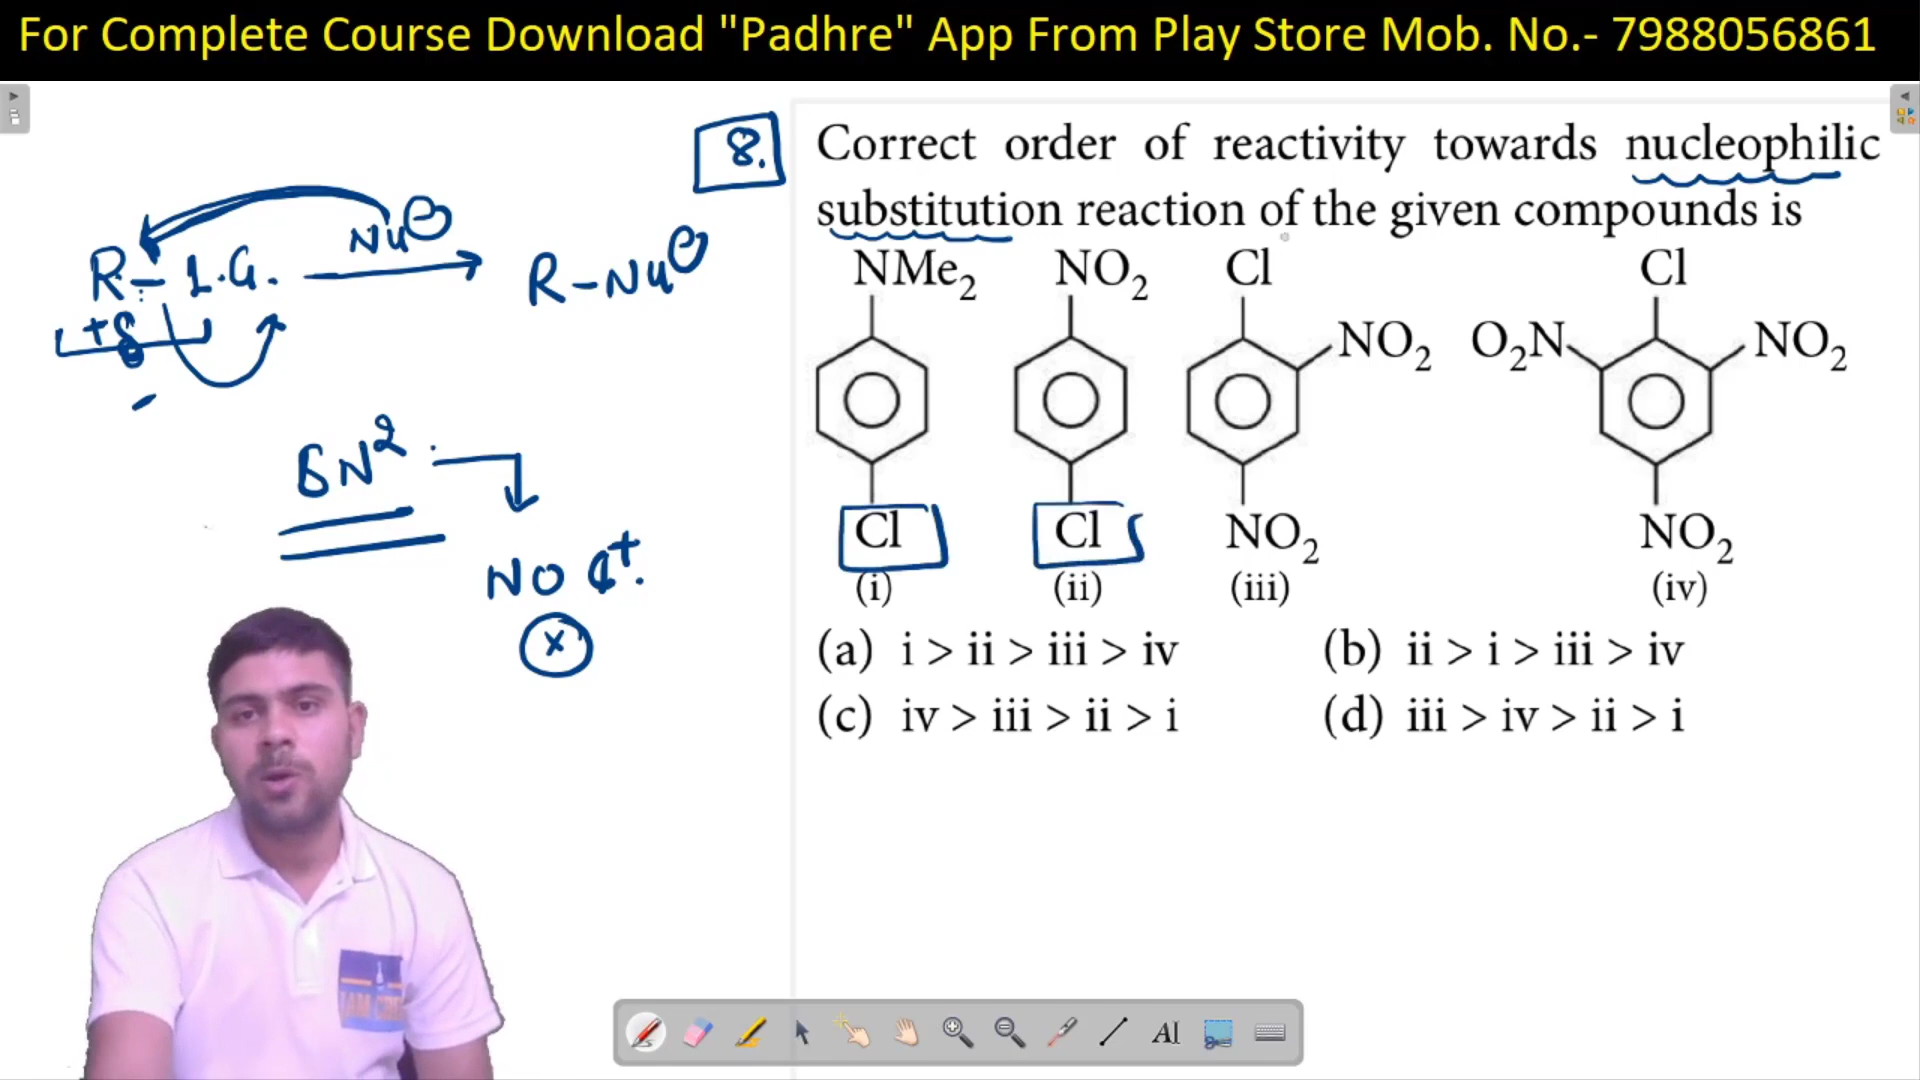 For Complete Course Download "Padhre" App From Play Store Mob. No.- 7988056861
8.
Correct order of reactivity towards nucleophilic
substitution reaction of the given compounds is
R-L.G. Nu⊖ R-Nu⊖
+δ
SN2
NO C+.
x
NMe2 NO2 Cl Cl
NO2 O2N NO2
Cl Cl NO2 NO2
(i) (ii) (iii) (iv)
(a) i > ii > iii > iv (b) ii > i > iii > iv
(c) iv > iii > ii > i (d) iii > iv > ii > i
AI